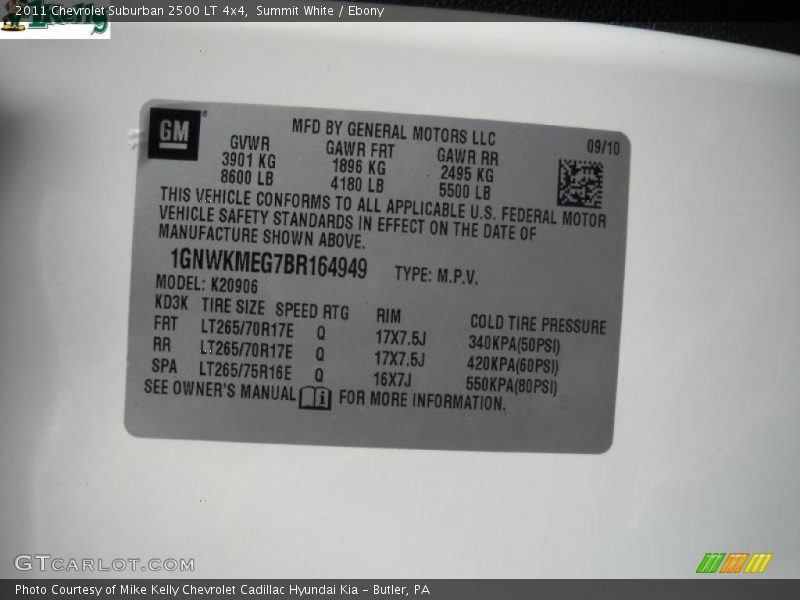 2011 Chevrolet Suburban 2500 LT 4x4, Summit White / Ebony
GM
MFD BY GENERAL MOTORS LLC
09/10
GVWR GAWR FRT GAWR RR
3901 KG 1896 KG 2495 KG
8600 LB 4180 LB 5500 LB
THIS VEHICLE CONFORMS TO ALL APPLICABLE U.S. FEDERAL MOTOR
VEHICLE SAFETY STANDARDS IN EFFECT ON THE DATE OF
MANUFACTURE SHOWN ABOVE.
1GNWKMEG7BR164949 TYPE: M.P.V.
MODEL: K20906
KD3K TIRE SIZE SPEED RTG RIM COLD TIRE PRESSURE
FRT LT265/70R17E Q 17X7.5J 340KPA(50PSI)
RR LT265/70R17E Q 17X7.5J 420KPA(60PSI)
SPA LT265/75R16E Q 16X7J 550KPA(80PSI)
SEE OWNER'S MANUAL i FOR MORE INFORMATION.
GTCARLOT.COM
Photo Courtesy of Mike Kelly Chevrolet Cadillac Hyundai Kia – Butler, PA